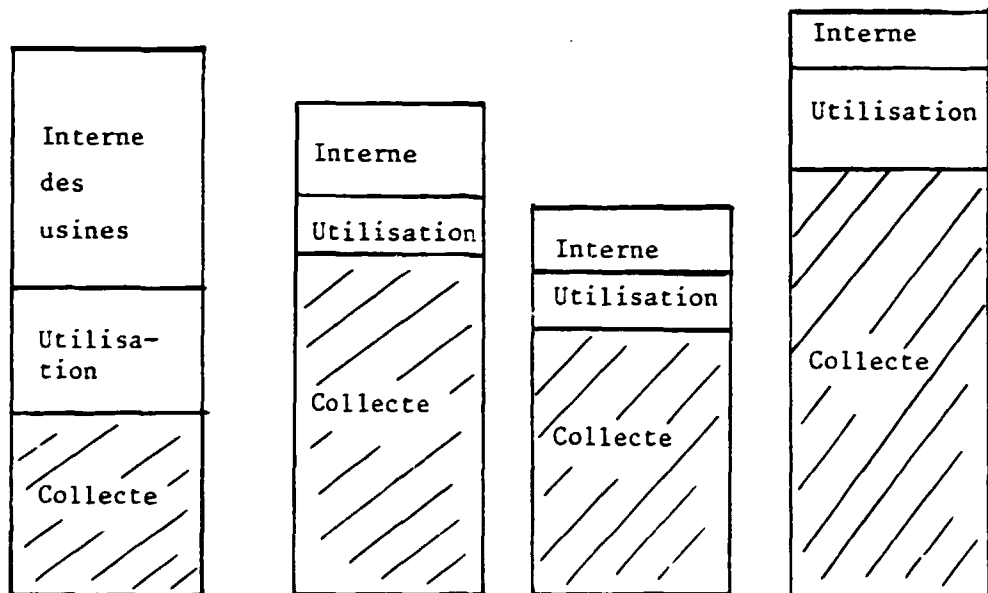 Interne
des
usines
Utilisa-
tion
Collecte
Interne
Utilisation
Collecte
Interne
Utilisation
Collecte
Interne
Utilisation
Collecte